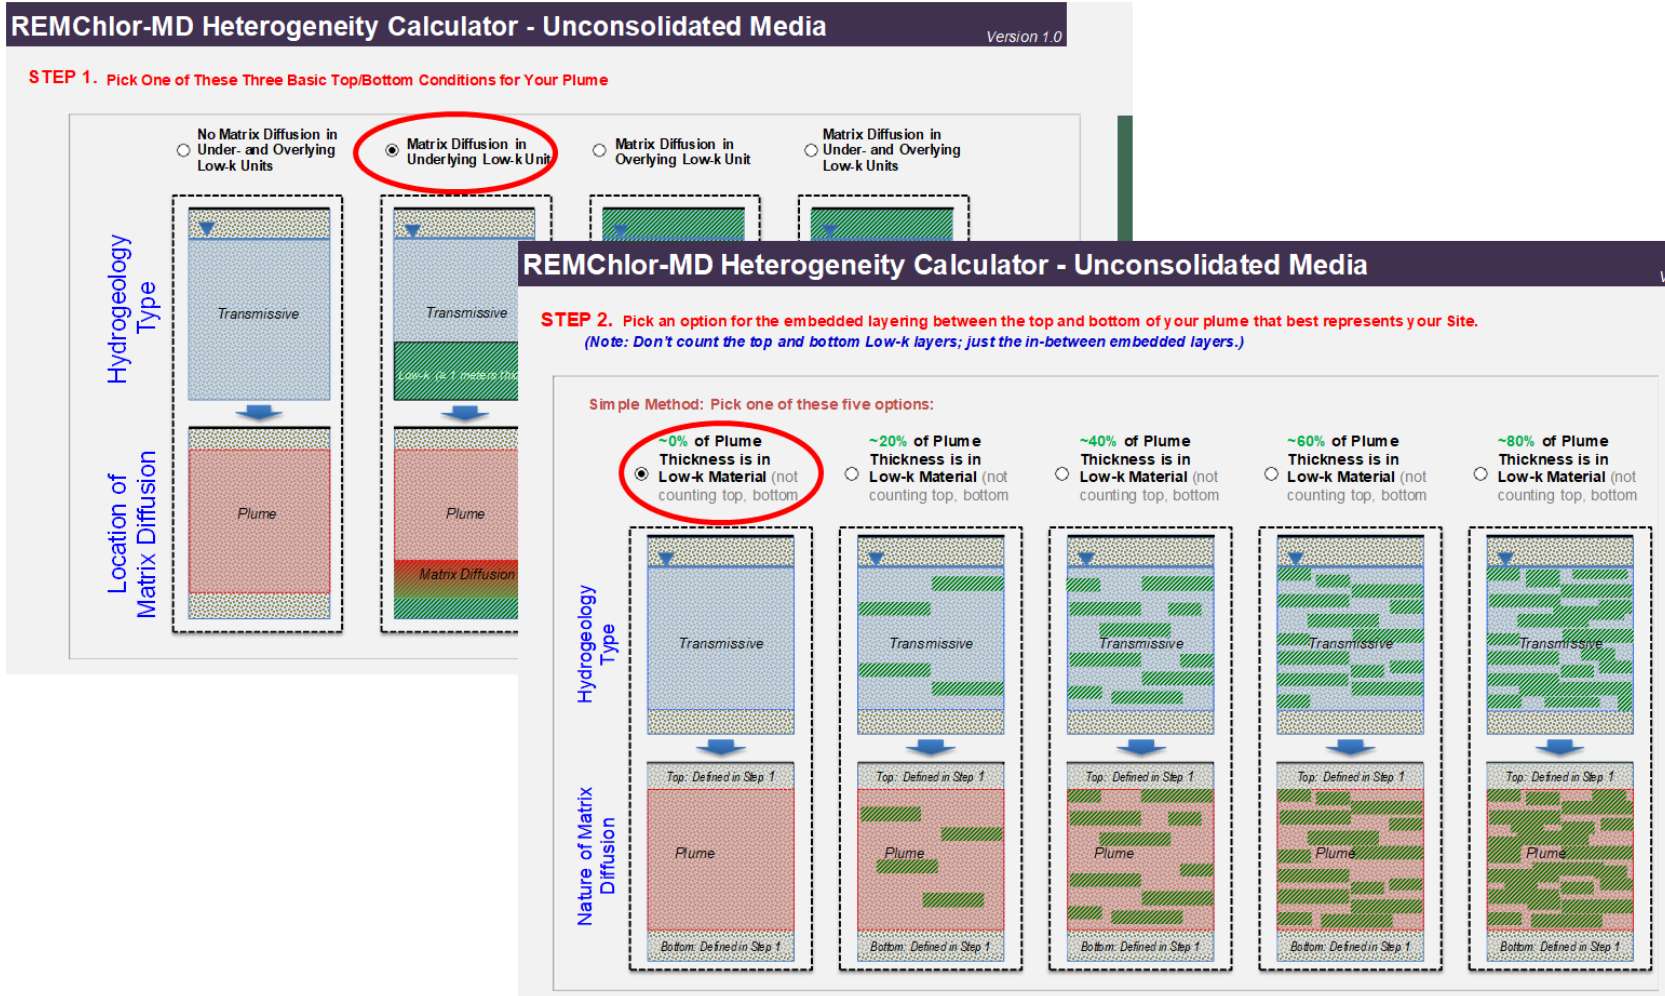 REMChlor-MD Heterogeneity Calculator - Unconsolidated Media
Version 1.0
STEP 1. Pick One of These Three Basic Top/Bottom Conditions for Your Plume
No Matrix Diffusion in
Under- and Overlying
Low-k Units
Matrix Diffusion in
Underlying Low-k Unit
Matrix Diffusion in
Overlying Low-k Unit
Matrix Diffusion in
Under- and Overlying
Low-k Units
Hydrogeology
Type
Transmissive
Transmissive
Low-k (≥ 1 meters
Location of
Matrix Diffusion
Plume
Plume
Matrix Diffusion
REMChlor-MD Heterogeneity Calculator - Unconsolidated Media
STEP 2. Pick an option for the embedded layering between the top and bottom of your plume that best represents your Site.
(Note: Don't count the top and bottom Low-k layers; just the in-between embedded layers.)
Simple Method: Pick one of these five options:
~0% of Plume
Thickness is in
Low-k Material (not
counting top, bottom
~20% of Plume
Thickness is in
Low-k Material (not
counting top, bottom
~40% of Plume
Thickness is in
Low-k Material (not
counting top, bottom
~60% of Plume
Thickness is in
Low-k Material (not
counting top, bottom
~80% of Plume
Thickness is in
Low-k Material (not
counting top, bottom
Hydrogeology
Type
Transmissive
Transmissive
Transmissive
Transmissive
Transmissive
Nature of Matrix
Diffusion
Top: Defined in Step 1
Top: Defined in Step 1
Top: Defined in Step 1
Top: Defined in Step 1
Top: Defined in Step 1
Plume
Plume
Plume
Plume
Plume
Bottom: Defined in Step 1
Bottom: Defined in Step 1
Bottom: Defined in Step 1
Bottom: Defined in Step 1
Bottom: Defined in Step 1